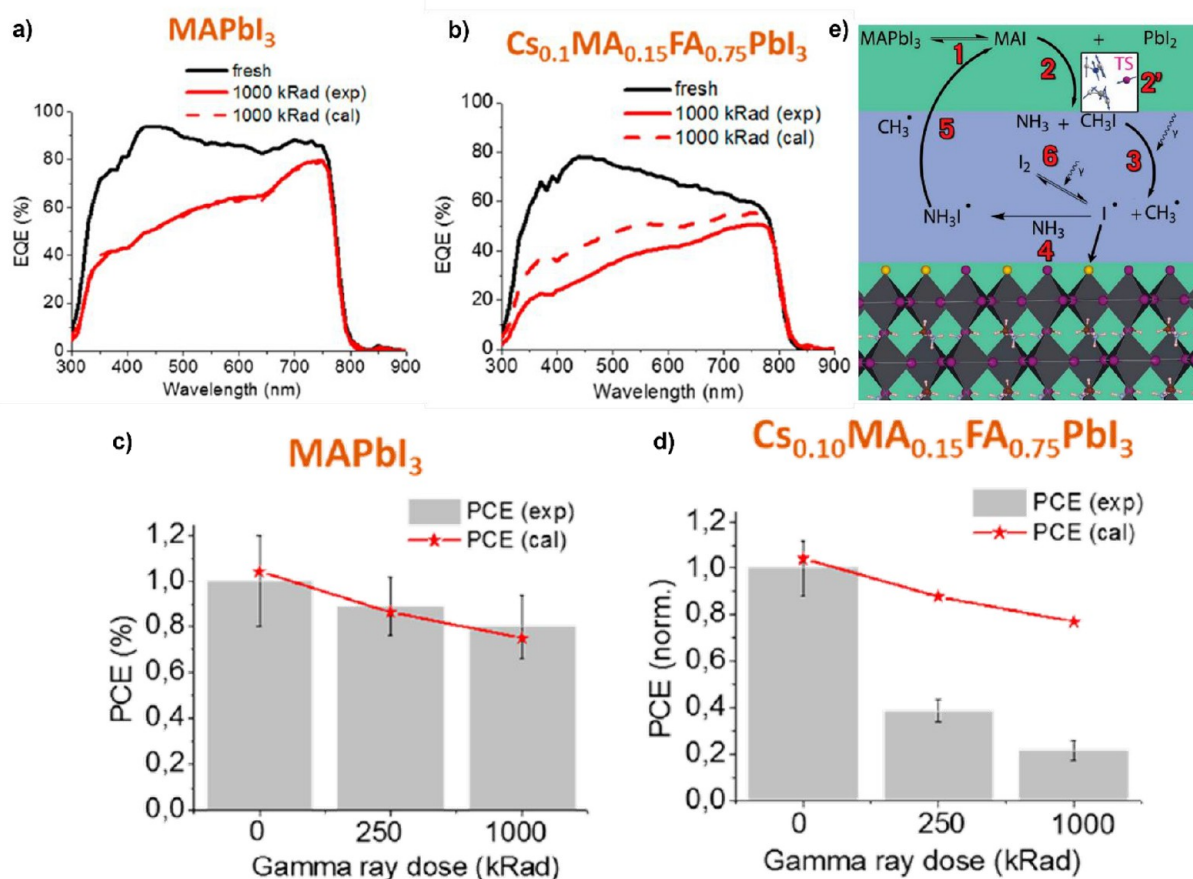 a)
MAPbI₃
fresh
1000 kRad (exp)
1000 kRad (cal)
EQE (%)
100
80
60
40
20
0
300 400 500 600 700 800 900
Wavelength (nm)
b)
Cs₀.₁MA₀.₁₅FA₀.₇₅PbI₃
fresh
1000 kRad (exp)
1000 kRad (cal)
EQE (%)
100
80
60
40
20
0
300 400 500 600 700 800 900
Wavelength (nm)
e)
MAPbI₃ MAI + PbI₂
1
2
TS
2'
CH₃•
5
NH₃ + CH₃I
6
3
γ
I₂
γ
NH₃I• I• + CH₃•
NH₃
4
c)
MAPbI₃
PCE (exp)
PCE (cal)
PCE (%)
1,2
1,0
0,8
0,6
0,4
0,2
0,0
0 250 1000
Gamma ray dose (kRad)
d)
Cs₀.₁₀MA₀.₁₅FA₀.₇₅PbI₃
PCE (exp)
PCE (cal)
PCE (norm.)
1,2
1,0
0,8
0,6
0,4
0,2
0,0
0 250 1000
Gamma ray dose (kRad)